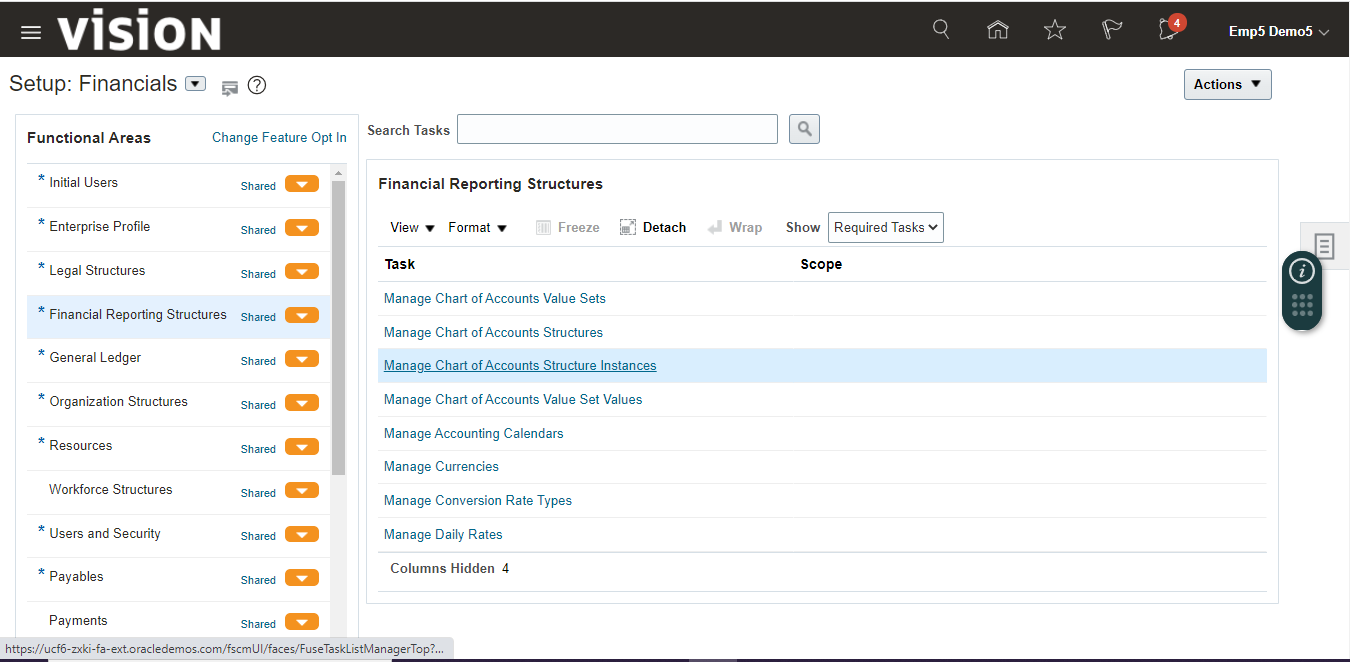 VISION
4
Emp5 Demo5
Setup: Financials
?
Actions
Functional Areas
Change Feature Opt In
* Initial Users Shared
* Enterprise Profile Shared
* Legal Structures Shared
* Financial Reporting Structures Shared
* General Ledger Shared
* Organization Structures Shared
* Resources Shared
Workforce Structures Shared
* Users and Security Shared
* Payables Shared
Payments Shared
Search Tasks
Financial Reporting Structures
View Format Freeze Detach Wrap Show Required Tasks
Task Scope
Manage Chart of Accounts Value Sets
Manage Chart of Accounts Structures
Manage Chart of Accounts Structure Instances
Manage Chart of Accounts Value Set Values
Manage Accounting Calendars
Manage Currencies
Manage Conversion Rate Types
Manage Daily Rates
Columns Hidden 4
i
https://ucf6-zxki-fa-ext.oracledemos.com/fscmUI/faces/FuseTaskListManagerTop?...